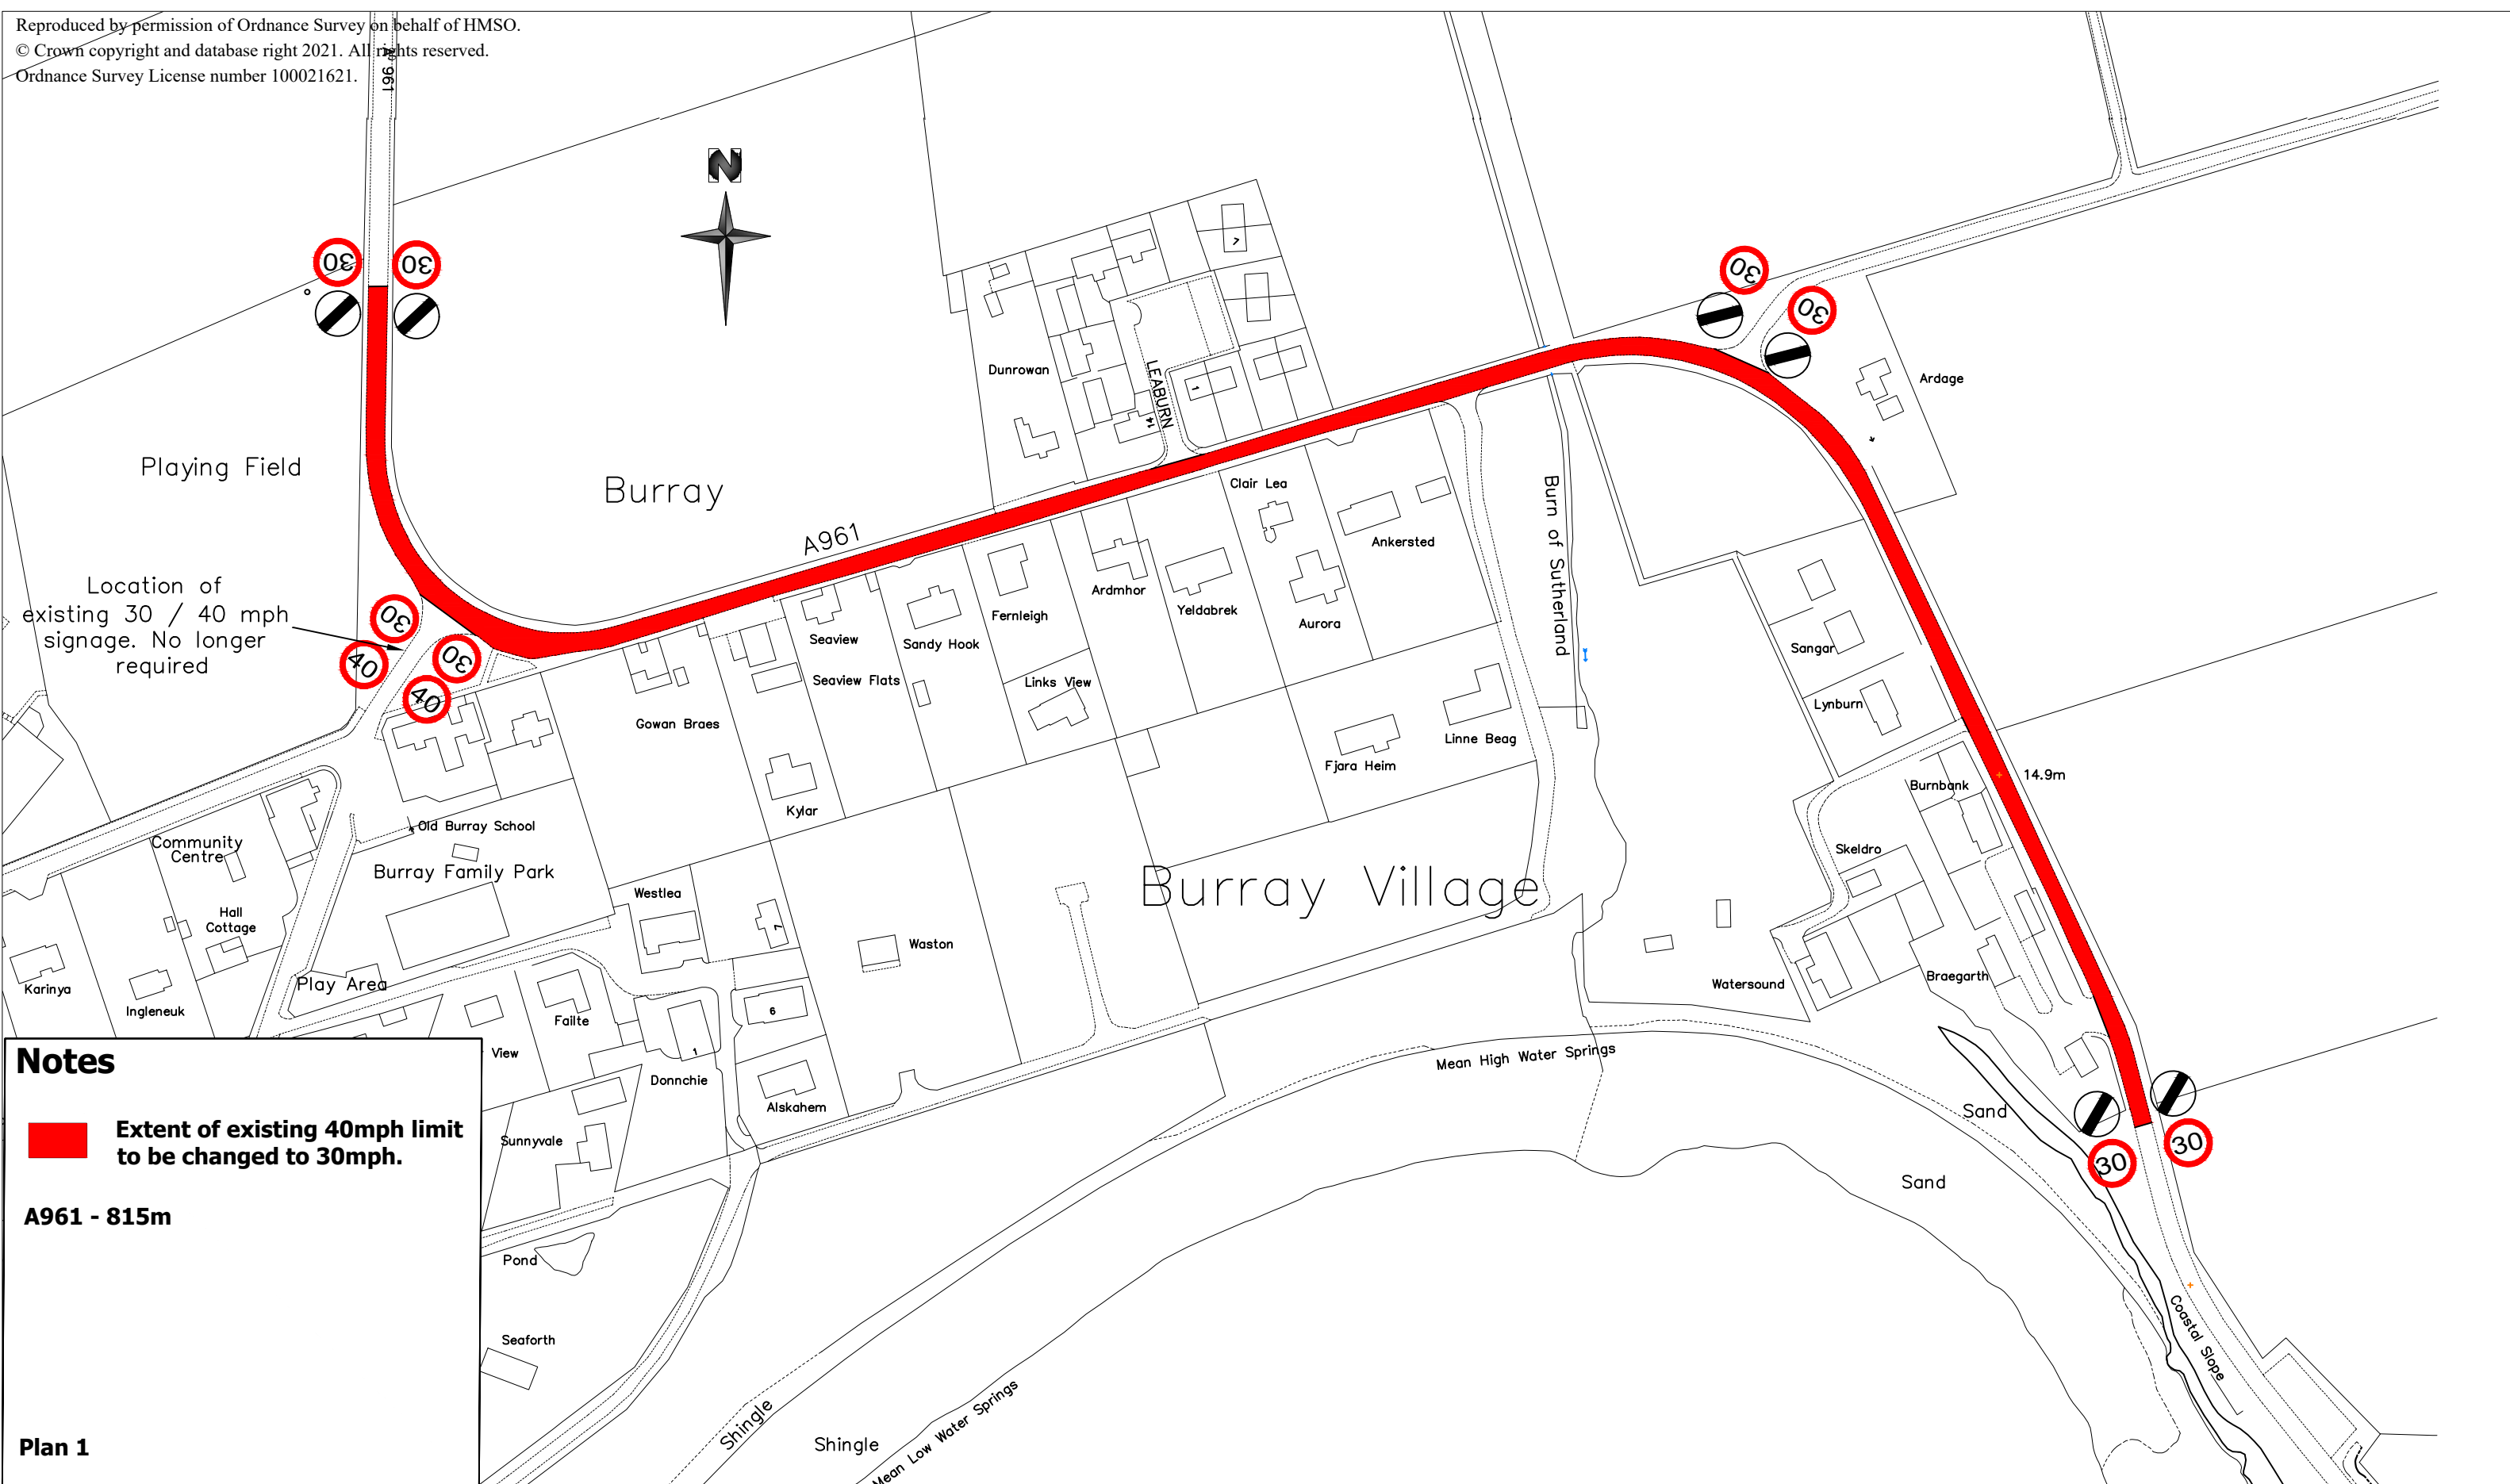 Reproduced by permission of Ordnance Survey on behalf of HMSO.
© Crown copyright and database right 2021. All rights reserved.
Ordnance Survey License number 100021621.
A 961
N
30
30
30
30
7
Dunrowan
LEABURN
1
14
Ardage
Playing Field
Burray
A961
Clair Lea
Ankersted
Burn of Sutherland
Location of
existing 30 / 40 mph
signage. No longer
required
30
40
30
40
Ardmhor
Yeldabrek
Fernleigh
Aurora
Seaview
Sandy Hook
Seaview Flats
Links View
Gowan Braes
Sangar
Lynburn
Linne Beag
Fjara Heim
14.9m
Burnbank
Kylar
Old Burray School
Community
Centre
Skeldro
Burray Family Park
Burray Village
Westlea
7
Hall
Cottage
Waston
Karinya
Ingleneuk
Play Area
Watersound
Braegarth
Failte
6
View
1
Donnchie
Alskahem
Mean High Water Springs
Sand
Sand
30
30
Sunnyvale
Pond
Seaforth
Coastal Slope
Shingle
Shingle
Mean Low Water Springs
Notes
Extent of existing 40mph limit
to be changed to 30mph.
A961 - 815m
Plan 1